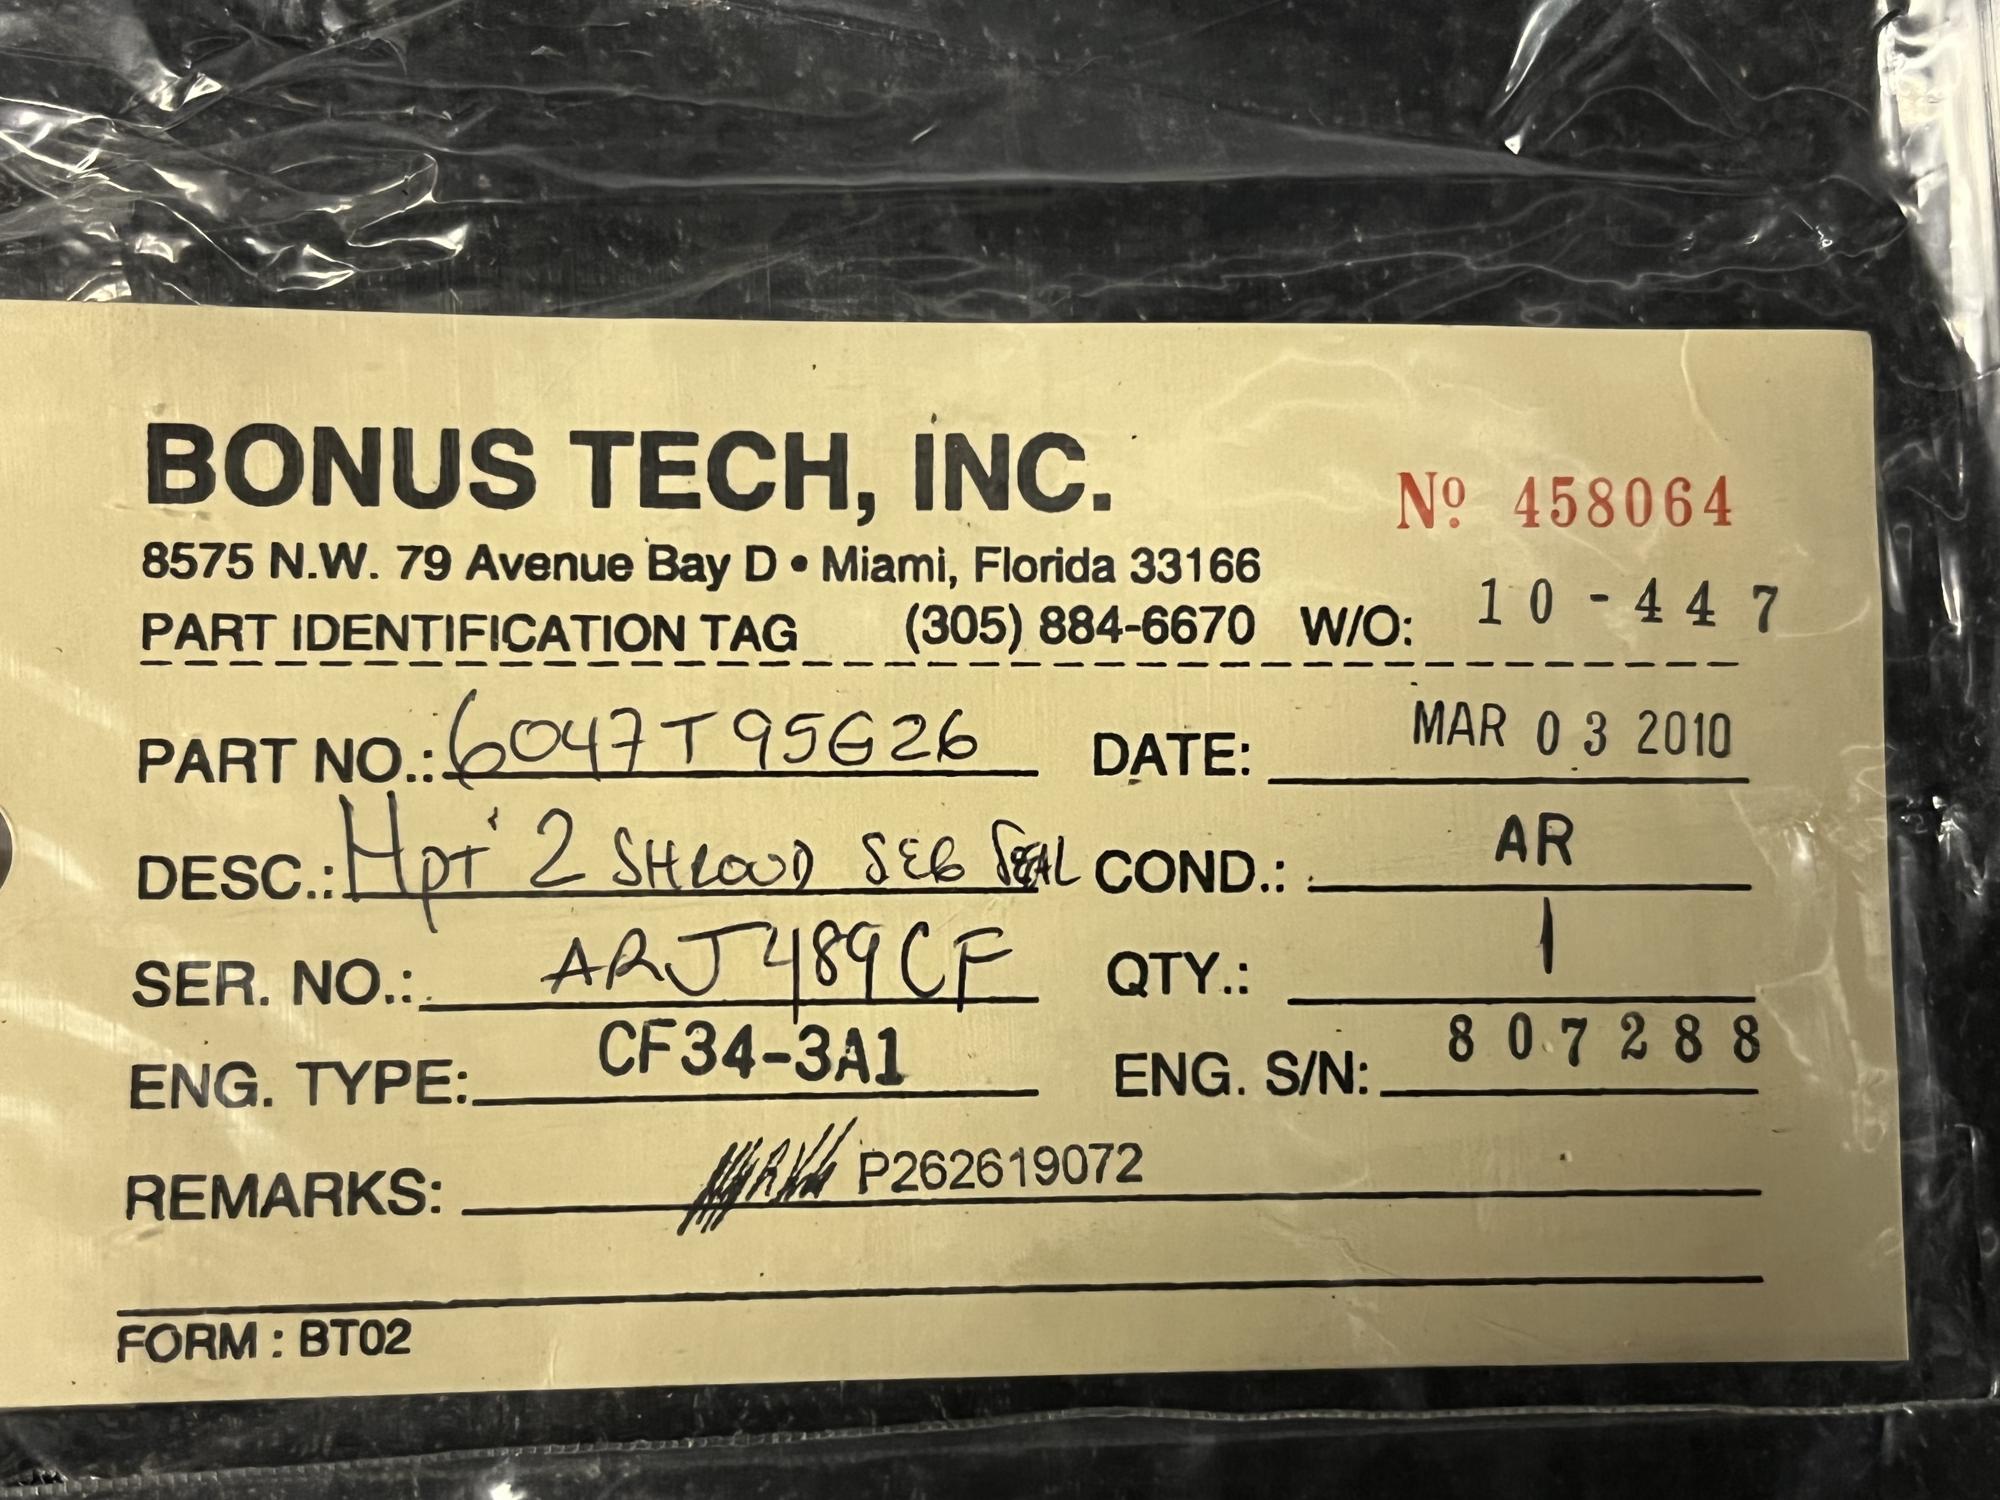 BONUS TECH, INC.
Nº 458064
8575 N.W. 79 Avenue Bay D • Miami, Florida 33166
PART IDENTIFICATION TAG (305) 884-6670 W/O: 10-447
PART NO.: 6047T95G26 DATE: MAR 03 2010
DESC.: HpT 2 SHROUD SEG SEAL COND.: AR
SER. NO.: ARJ489CF QTY.: 1
ENG. TYPE: CF34-3A1 ENG. S/N: 807288
REMARKS: P262619072
FORM : BT02